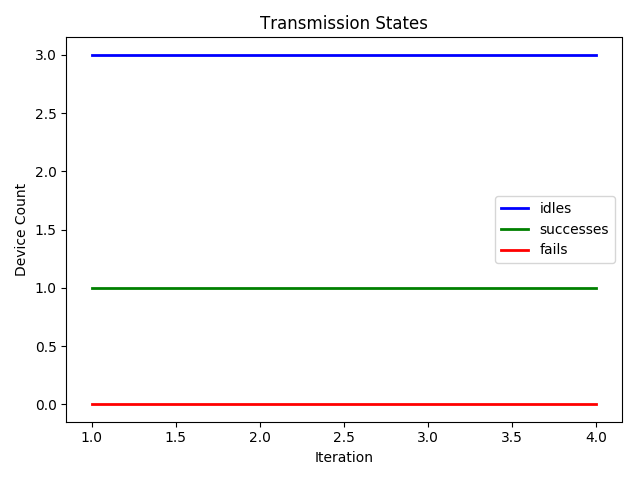 Transmission States
3.0
2.5
2.0
1.5
1.0
0.5
0.0
Device Count
idles
successes
fails
1.0 1.5 2.0 2.5 3.0 3.5 4.0
Iteration